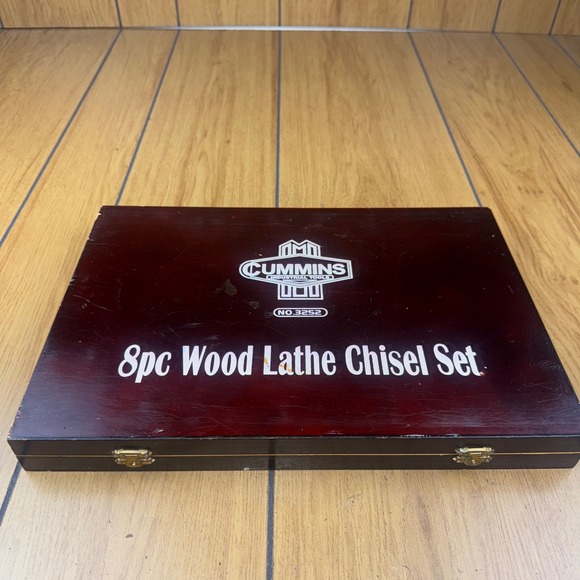 CUMMINS
INDUSTRIAL TOOLS
NO.3252
8pc Wood Lathe Chisel Set